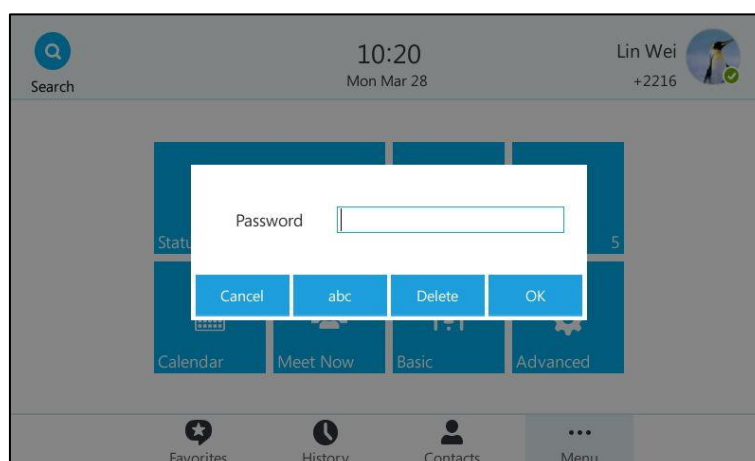 10:20
Lin Wei
Search
Mon Mar 28
+2216
Password
5
Cancel
abc
Delete
OK
Calendar
Meet Now
Basic
Advanced
Favorites
History
Contacts
Menu